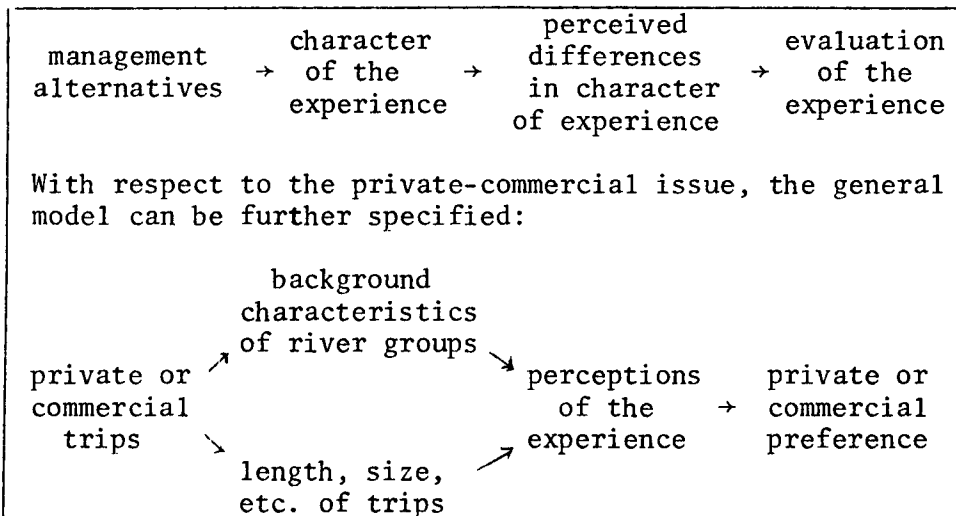 management alternatives → character of the experience → perceived differences in character of experience → evaluation of the experience
With respect to the private-commercial issue, the general
model can be further specified:
background
characteristics
of river groups
private or
commercial
trips
length, size,
etc. of trips
perceptions
of the
experience
→
private or
commercial
preference